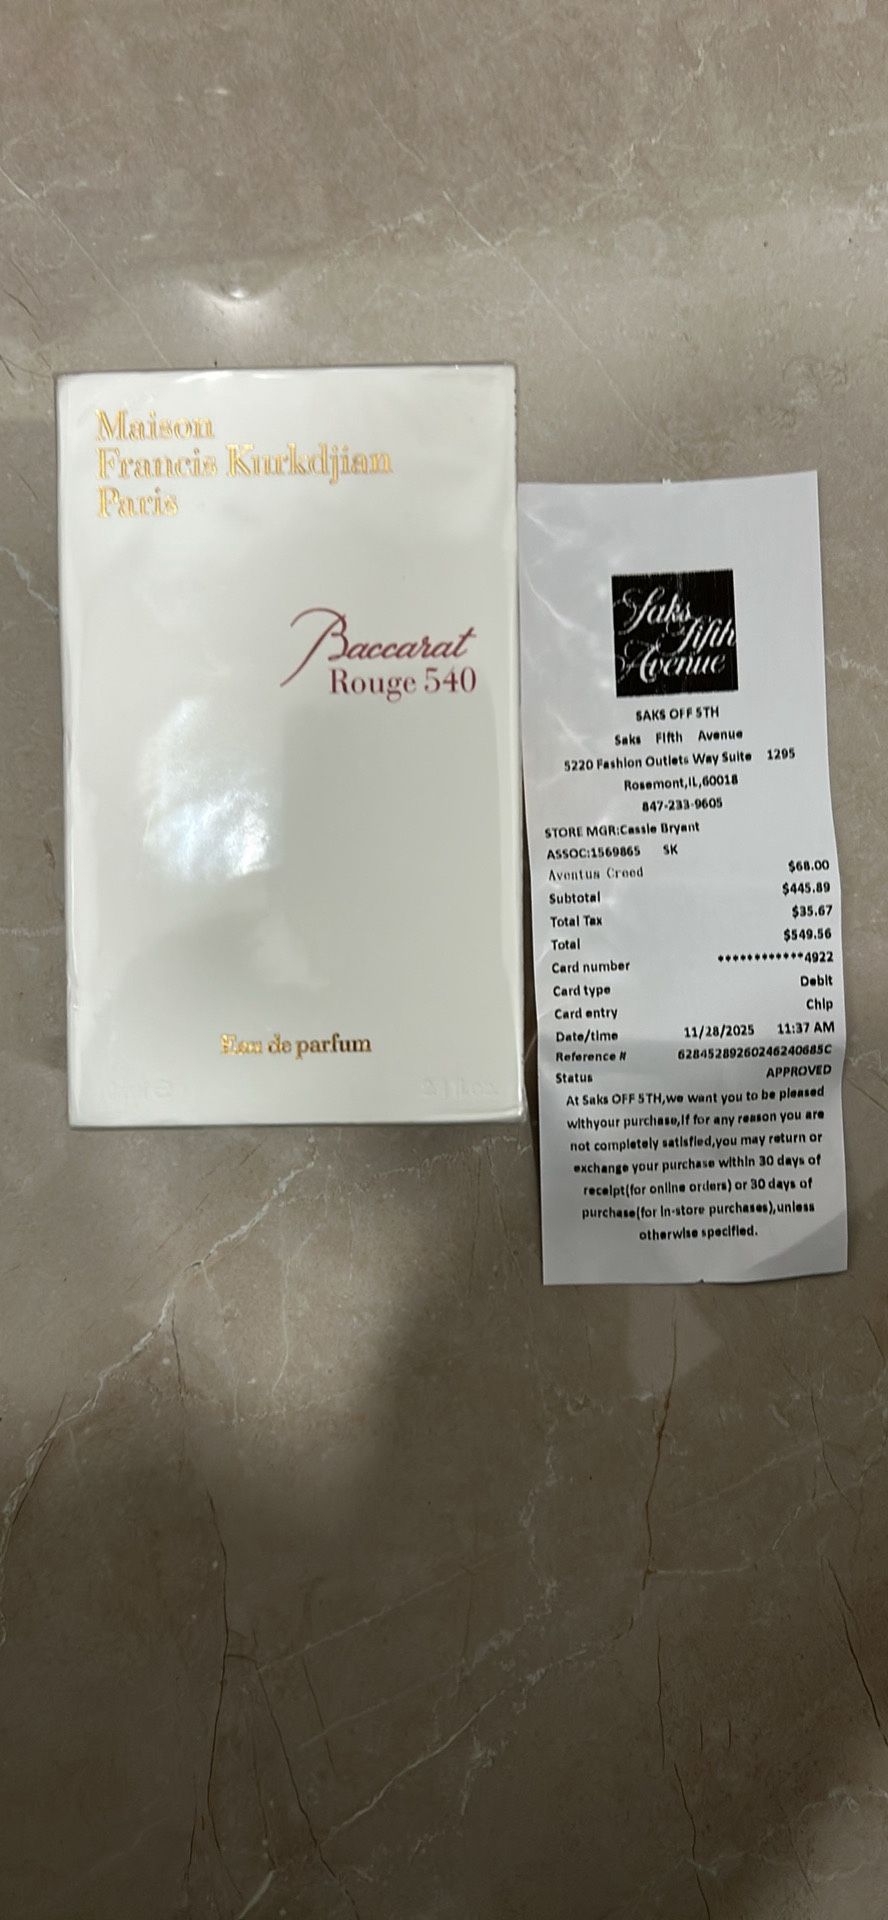 Maison
Francis Kurkdjian
Paris
Baccarat
Rouge 540
Eau de parfum
Saks
Fifth
Avenue
SAKS OFF 5TH
Saks Fifth Avenue
5220 Fashion Outlets Way Suite 1295
Rosemont,IL,60018
847-233-9605
STORE MGR:Cassie Bryant
ASSOC:1569865 SK
Aventus Creed $68.00
Subtotal $445.89
Total Tax $35.67
Total $549.56
Card number ************4922
Card type Debit
Card entry Chip
Date/time 11/28/2025 11:37 AM
Reference # 62845289260246240685C
Status APPROVED
At Saks OFF 5TH,we want you to be pleased
withyour purchase,if for any reason you are
not completely satisfied,you may return or
exchange your purchase within 30 days of
receipt(for online orders) or 30 days of
purchase(for in-store purchases),unless
otherwise specified.